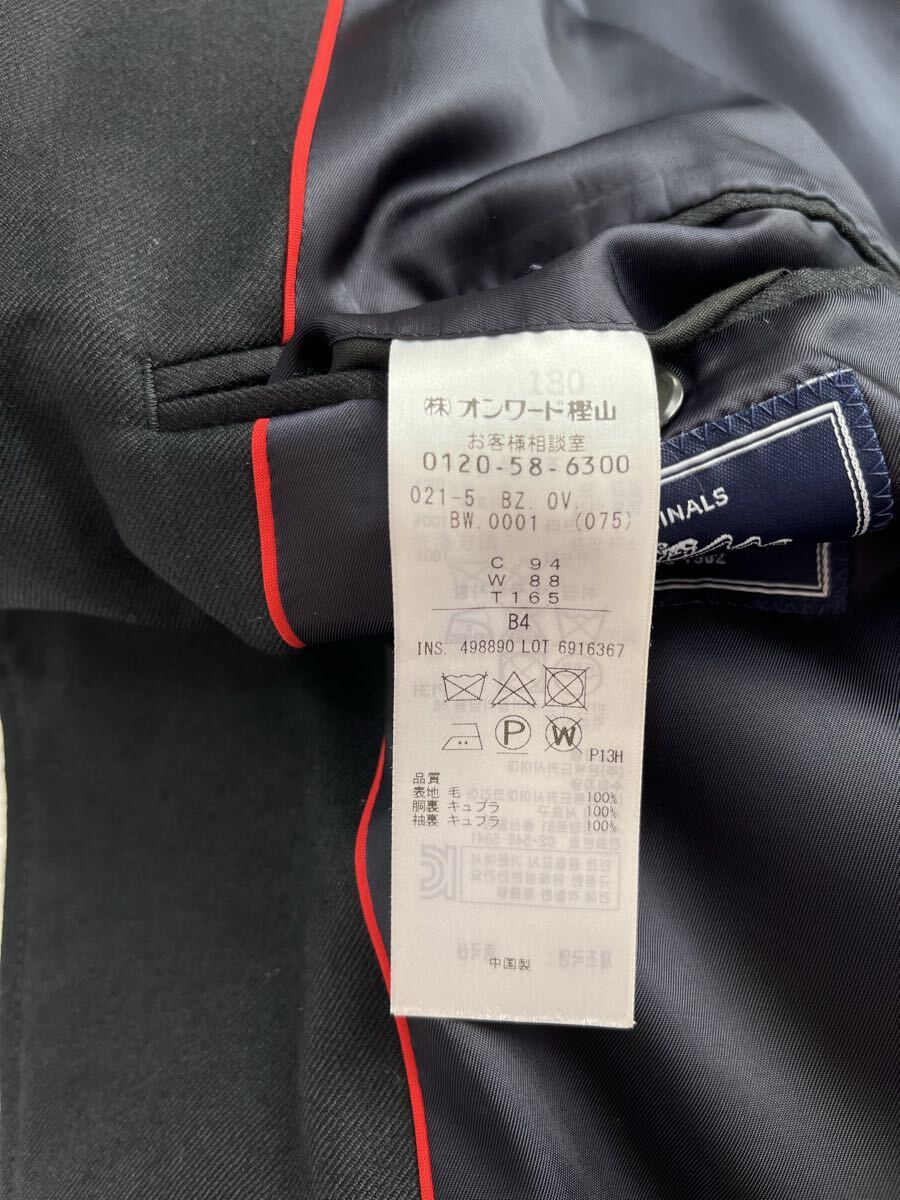 (株)オンワード樫山
お客様相談室
0120-58-6300
021-5 BZ. OV.
BW.0001 (075)
C 94
W 88
T 165
B4
INS. 498890 LOT 6916367
P
W
P13H
品質
表地 毛 100%
胴裏 キュプラ 100%
袖裏 キュプラ 100%
中国製
INALS